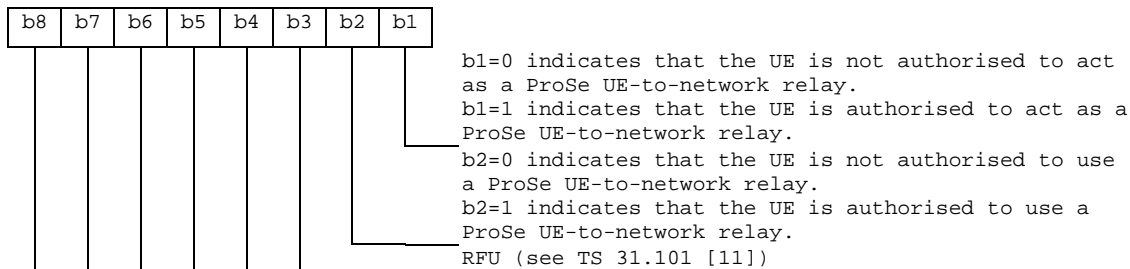 b8 b7 b6 b5 b4 b3 b2 b1
b1=0 indicates that the UE is not authorised to act
as a ProSe UE-to-network relay.
b1=1 indicates that the UE is authorised to act as a
ProSe UE-to-network relay.
b2=0 indicates that the UE is not authorised to use
a ProSe UE-to-network relay.
b2=1 indicates that the UE is authorised to use a
ProSe UE-to-network relay.
RFU (see TS 31.101 [11])